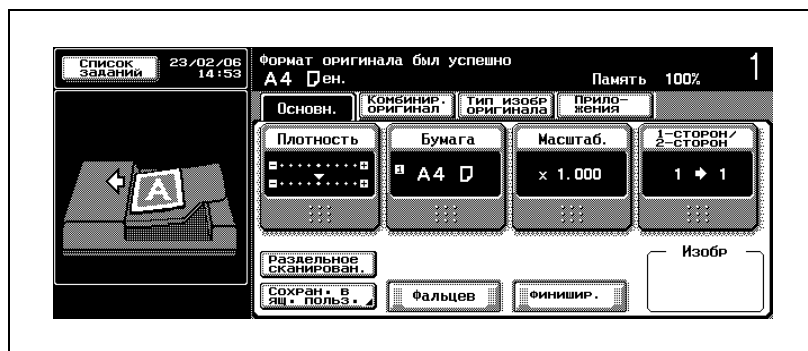 Список
заданий
23/02/06
14:53
Формат оригинала был успешно
A4 ен.
Память 100%
1
Основн.
Комбинир.
оригинал
Тип изобр
оригинала
Прило-
жения
Плотность
Бумага
Масштаб.
1-сторон/
2-сторон
1 A4
× 1.000
1 → 1
A
Раздельное
сканирован.
Изобр
Сохран. в
ящ. польз.
Фальцев
Финишир.